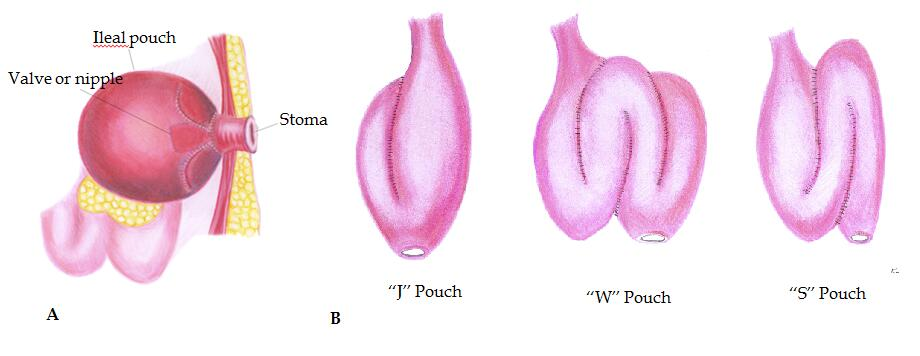 Ileal pouch
Valve or nipple
Stoma
A
B
“J” Pouch
“W” Pouch
“S” Pouch